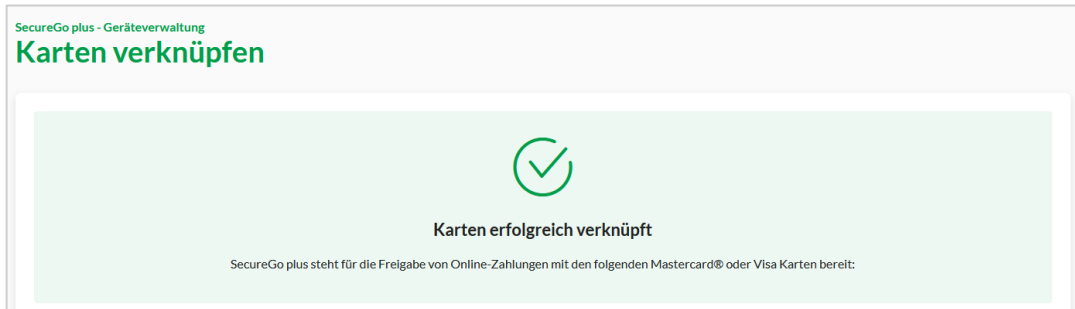 SecureGo plus - Geräteverwaltung
Karten verknüpfen
Karten erfolgreich verknüpft
SecureGo plus steht für die Freigabe von Online-Zahlungen mit den folgenden Mastercard® oder Visa Karten bereit: